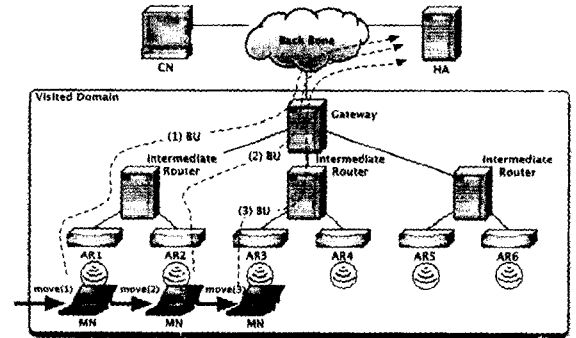 Back Bone
CN
HA
Visited Domain
Gateway
(1) BU
(2) BU
Intermediate
Router
Intermediate
Router
Intermediate
Router
(3) BU
AR1
AR2
AR3
AR4
AR5
AR6
move(1)
move(2)
move(3)
MN
MN
MN